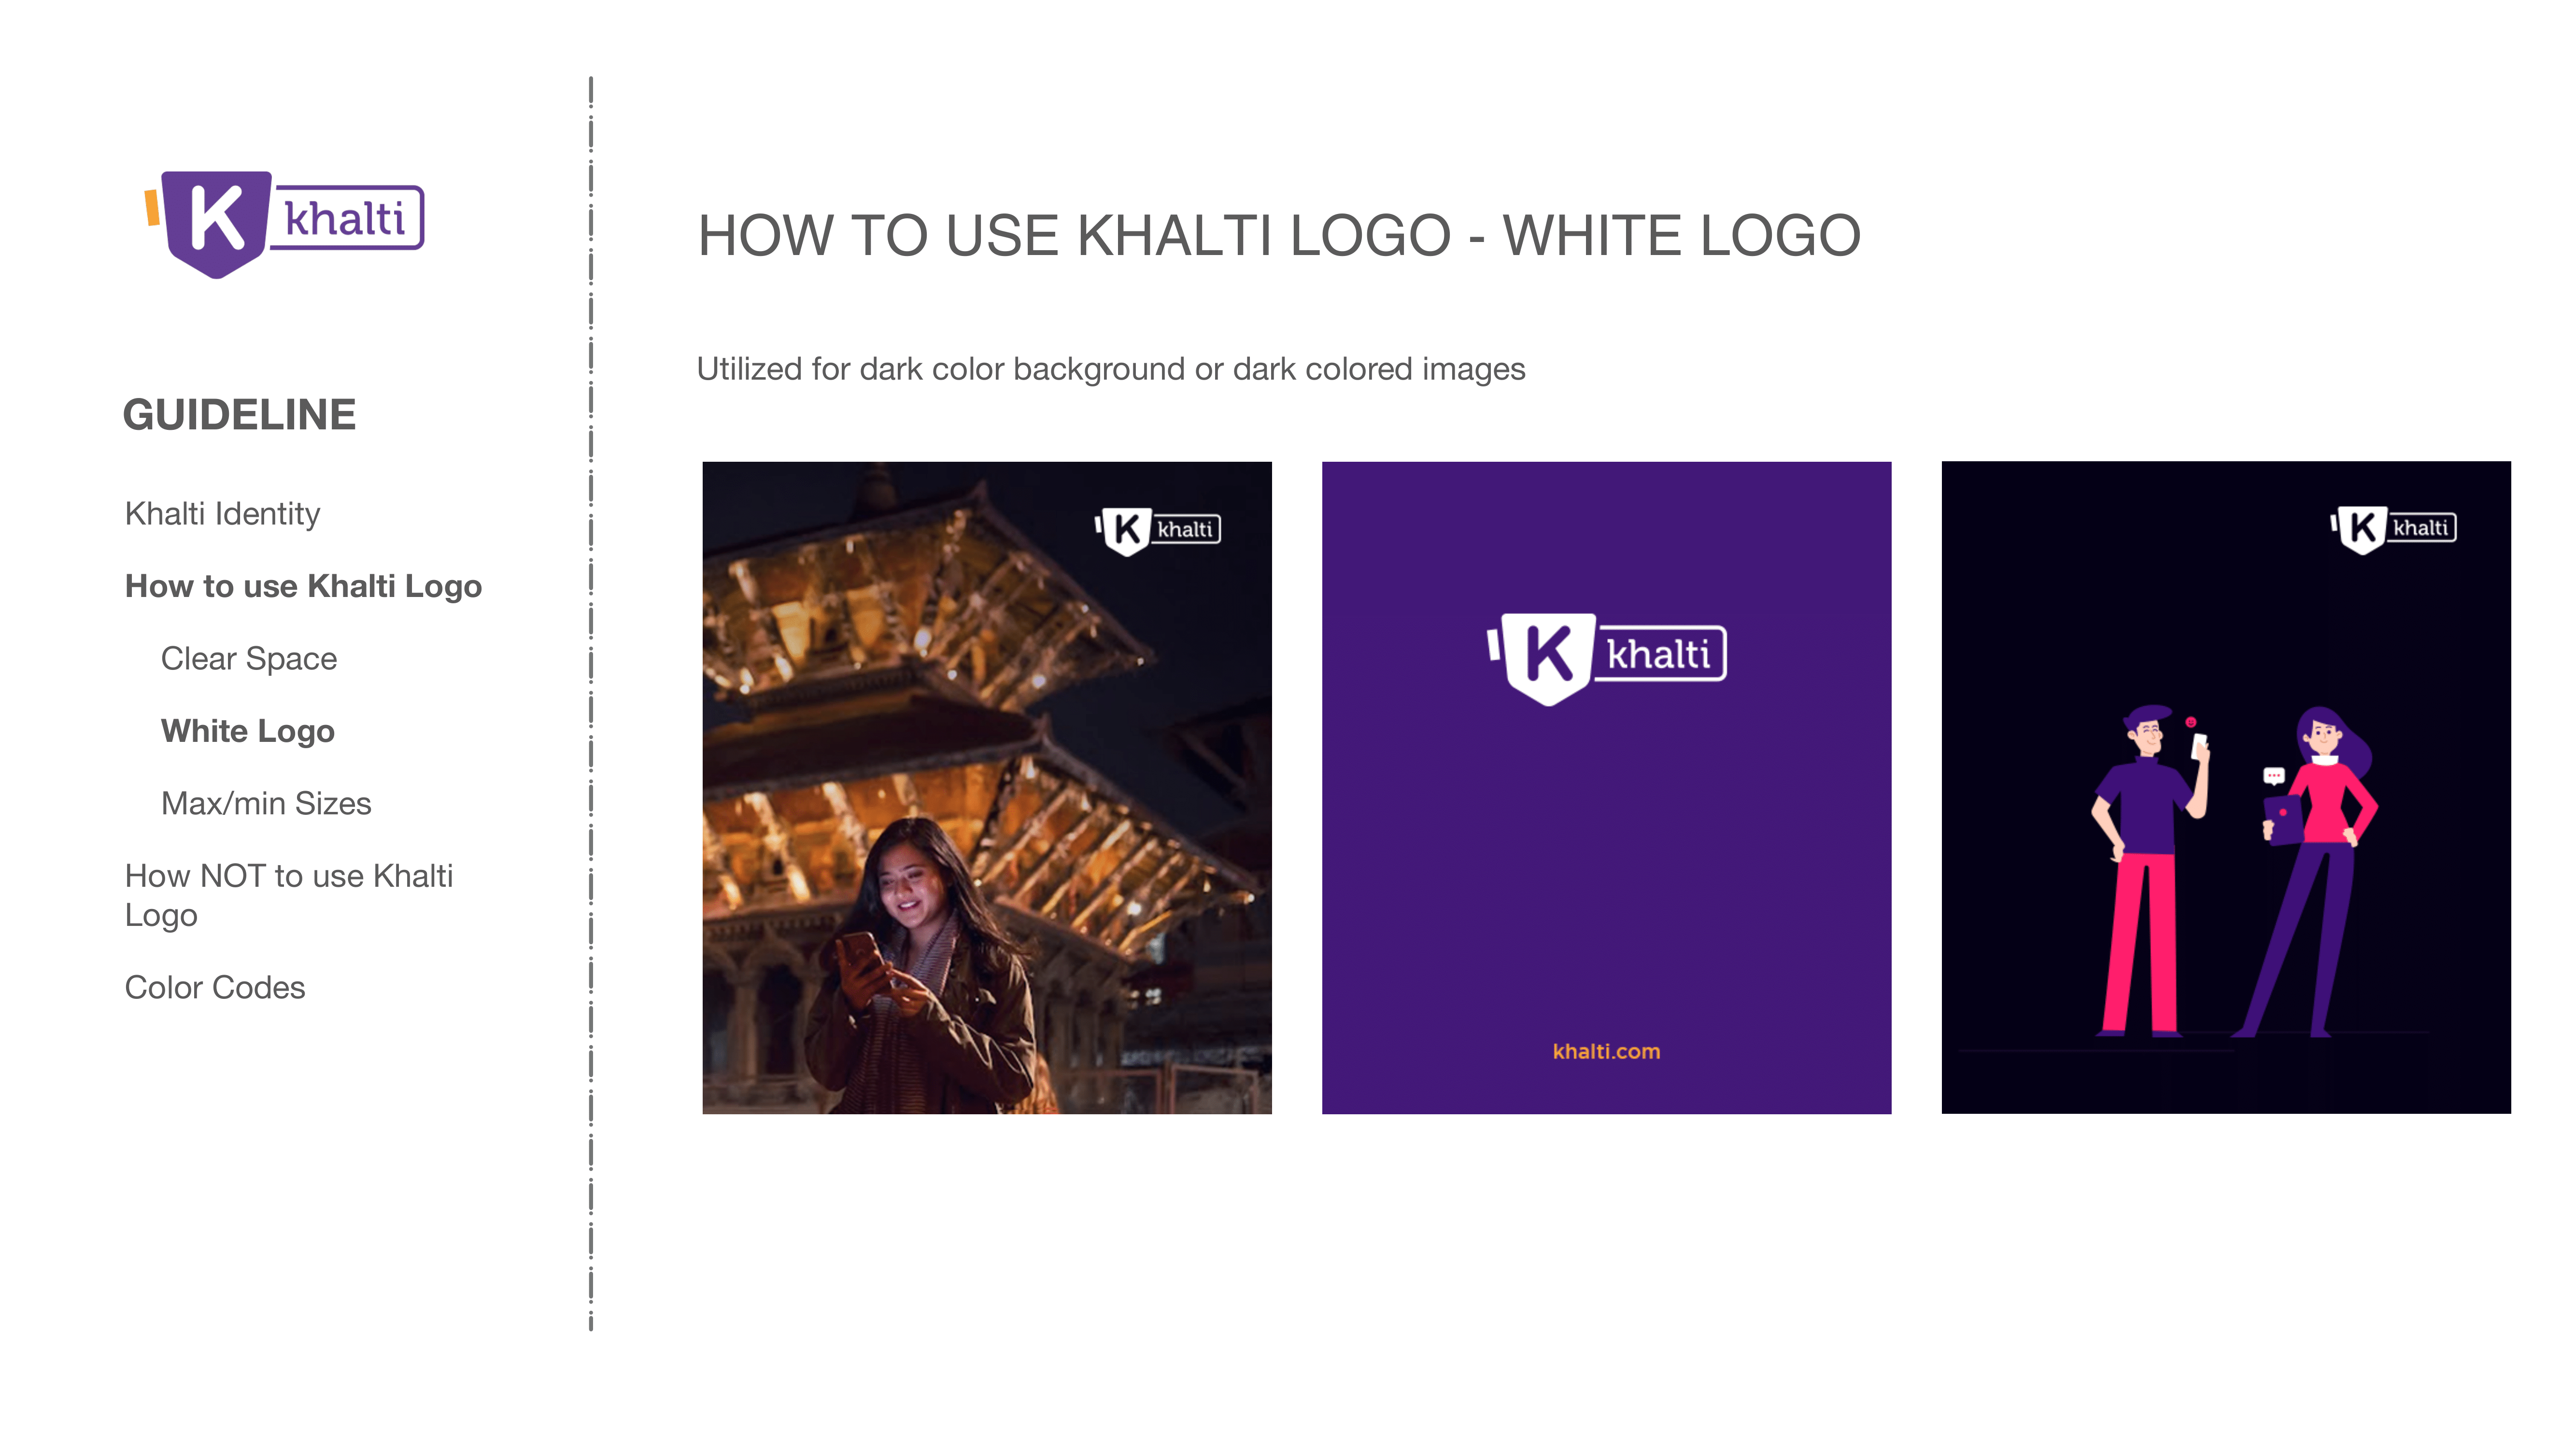 K khalti
GUIDELINE
Khalti Identity
How to use Khalti Logo
Clear Space
White Logo
Max/min Sizes
How NOT to use Khalti
Logo
Color Codes
HOW TO USE KHALTI LOGO - WHITE LOGO
Utilized for dark color background or dark colored images
K khalti
K khalti
khalti.com
K khalti